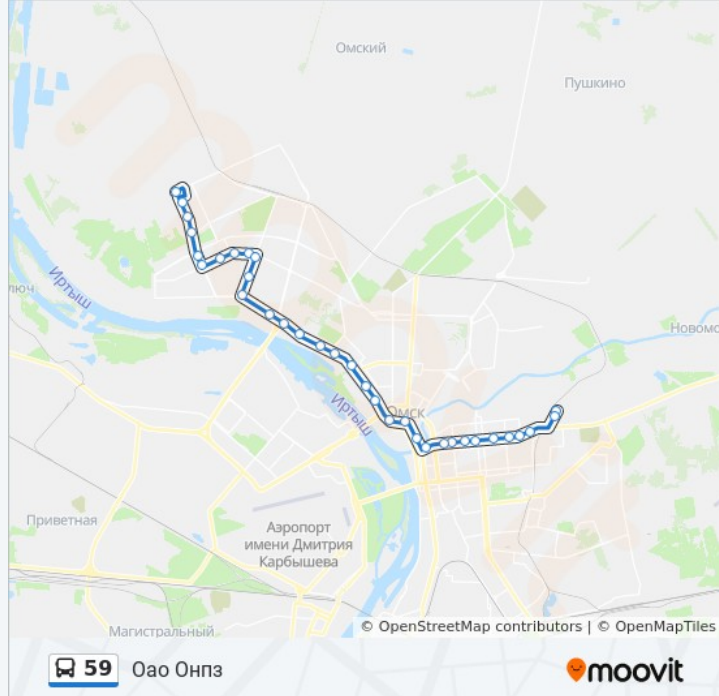 Омский
Пушкино
Иртыш
люч
Новомо
Омск
Иртыш
Приветная
Аэропорт
имени Дмитрия
Карбышева
Магистральный
© OpenStreetMap contributors | © OpenMapTiles
59 Оао Онпз
moovit